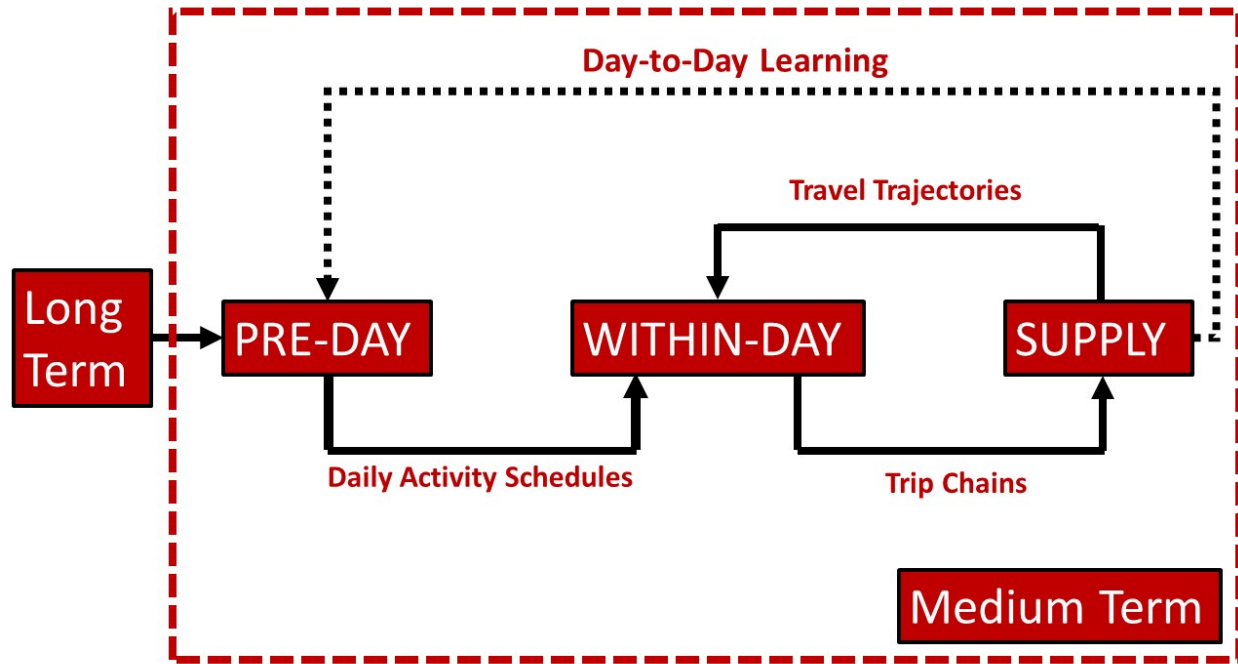 Day-to-Day Learning
Travel Trajectories
Long
Term
PRE-DAY
WITHIN-DAY
SUPPLY
Daily Activity Schedules
Trip Chains
Medium Term